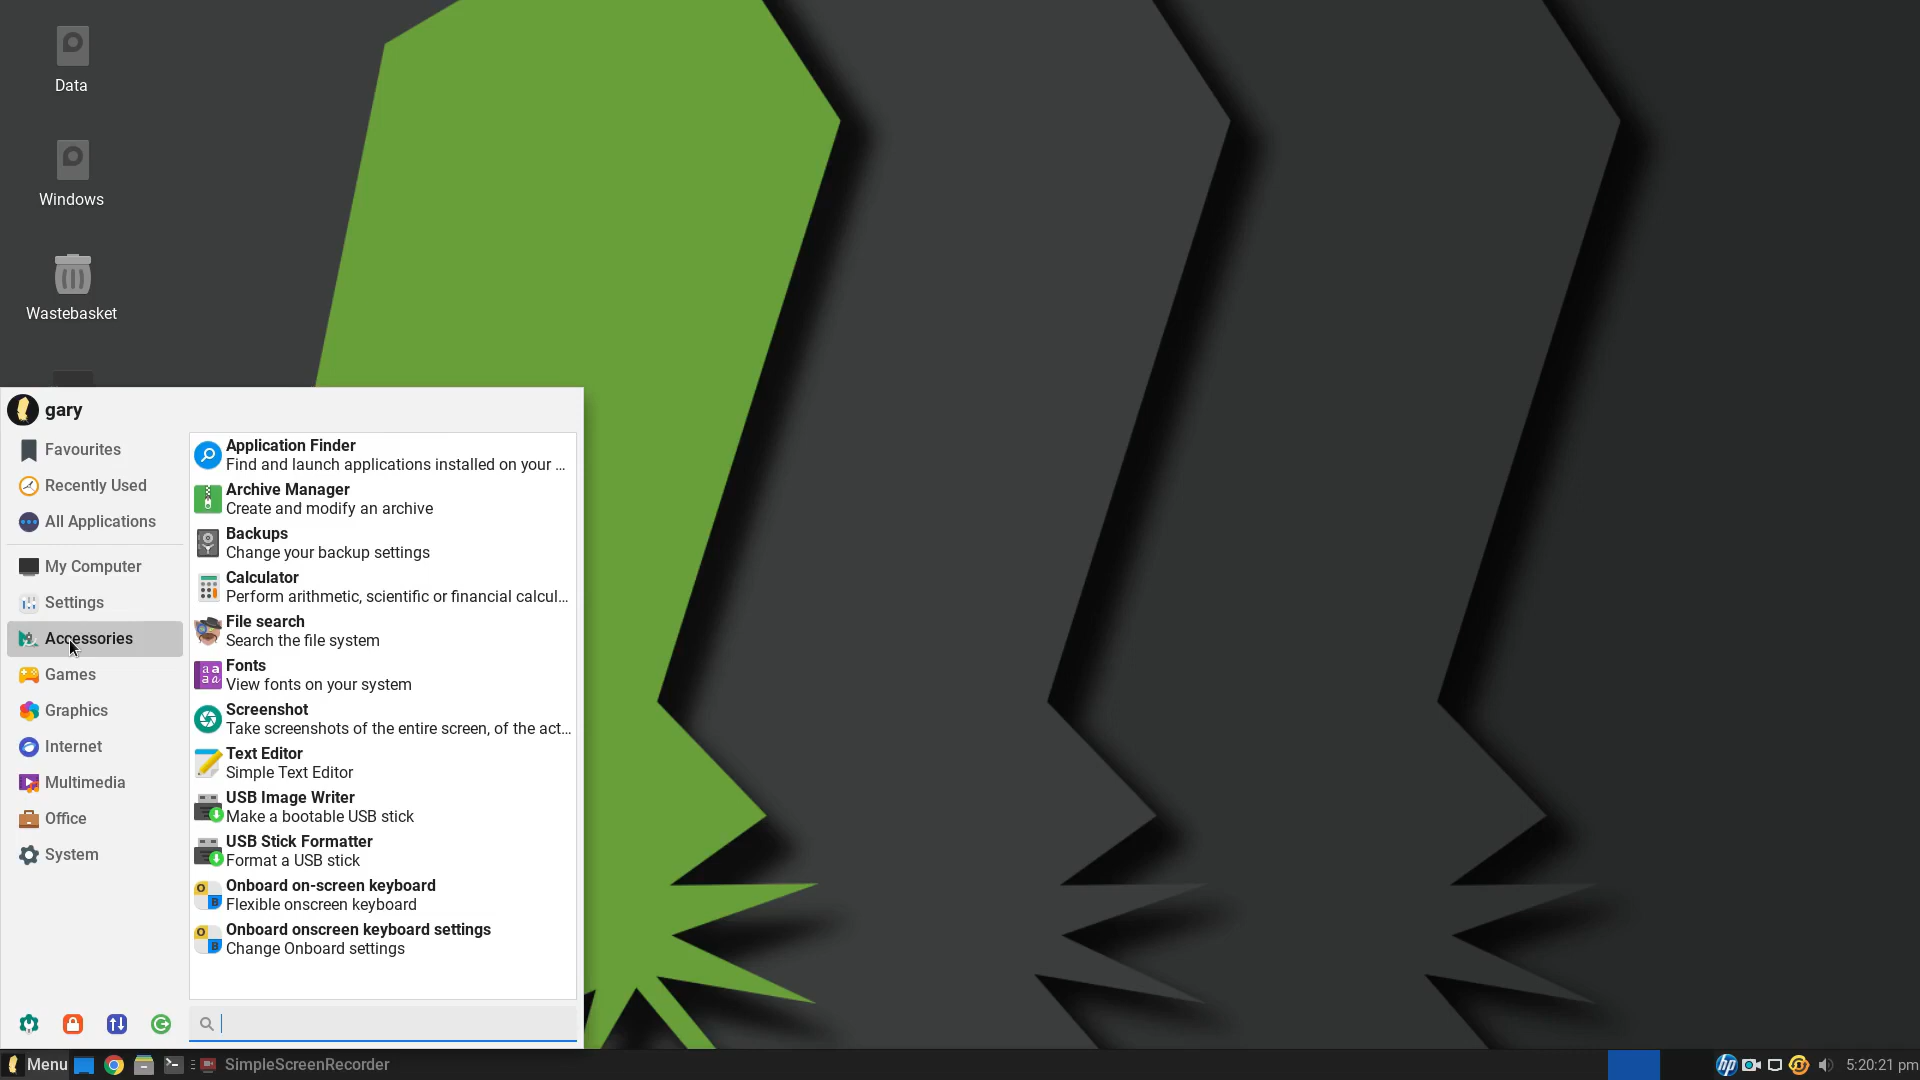 Data
Windows
Wastebasket
gary
Favourites
Recently Used
All Applications
My Computer
Settings
Accessories
Games
Graphics
Internet
Multimedia
Office
System
Application Finder
Find and launch applications installed on your ...
Archive Manager
Create and modify an archive
Backups
Change your backup settings
Calculator
Perform arithmetic, scientific or financial calcul...
File search
Search the file system
Fonts
View fonts on your system
Screenshot
Take screenshots of the entire screen, of the act...
Text Editor
Simple Text Editor
USB Image Writer
Make a bootable USB stick
USB Stick Formatter
Format a USB stick
Onboard on-screen keyboard
Flexible onscreen keyboard
Onboard onscreen keyboard settings
Change Onboard settings
Menu SimpleScreenRecorder hp 5:20:21 pm